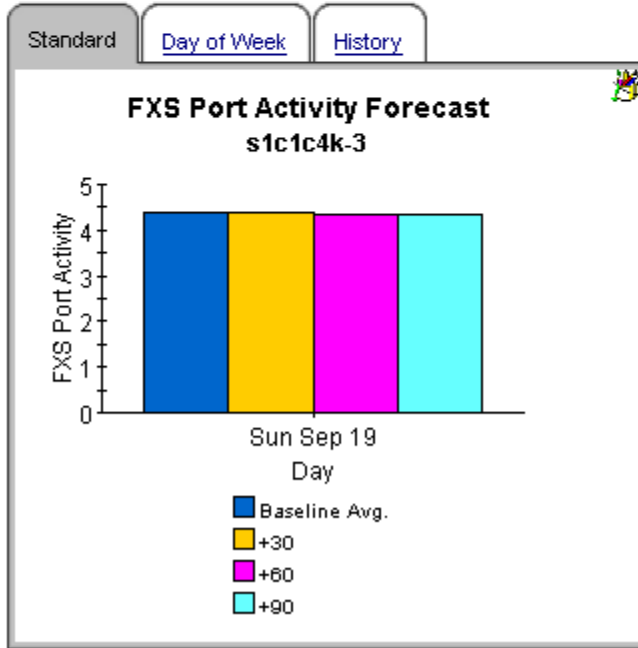 Standard
Day of Week
History
FXS Port Activity Forecast
s1c1c4k-3
FXS Port Activity
5
4
3
2
1
0
Sun Sep 19
Day
Baseline Avg.
+30
+60
+90